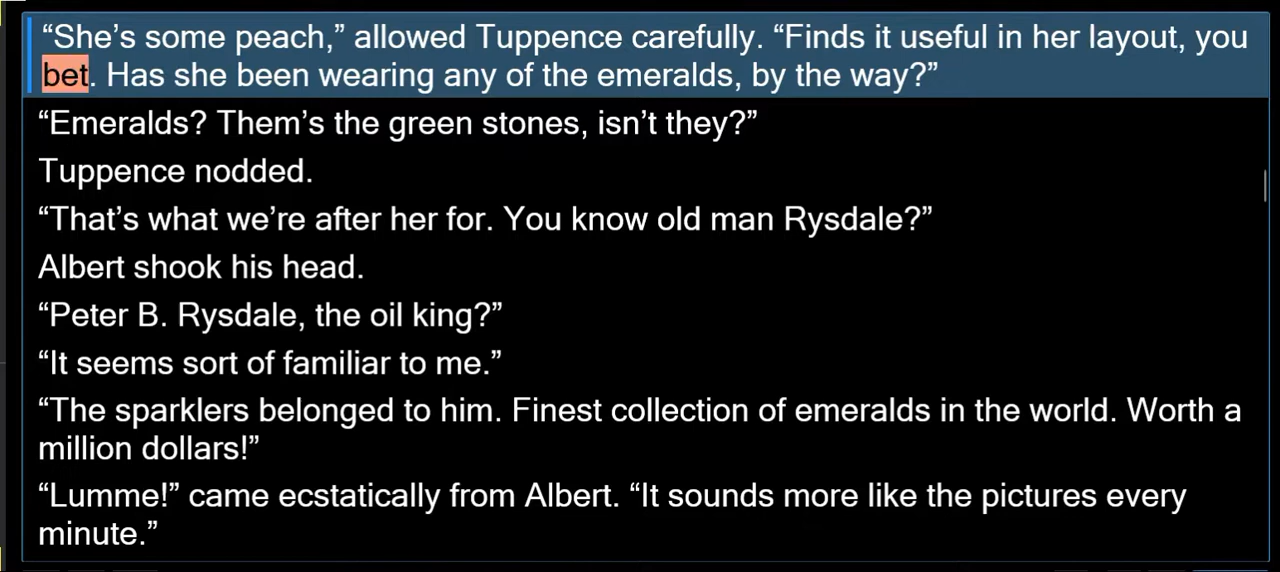 “She’s some peach,” allowed Tuppence carefully. “Finds it useful in her layout, you
bet. Has she been wearing any of the emeralds, by the way?”
“Emeralds? Them’s the green stones, isn’t they?”
Tuppence nodded.
“That’s what we’re after her for. You know old man Rysdale?”
Albert shook his head.
“Peter B. Rysdale, the oil king?”
“It seems sort of familiar to me.”
“The sparklers belonged to him. Finest collection of emeralds in the world. Worth a
million dollars!”
“Lumme!” came ecstatically from Albert. “It sounds more like the pictures every
minute.”